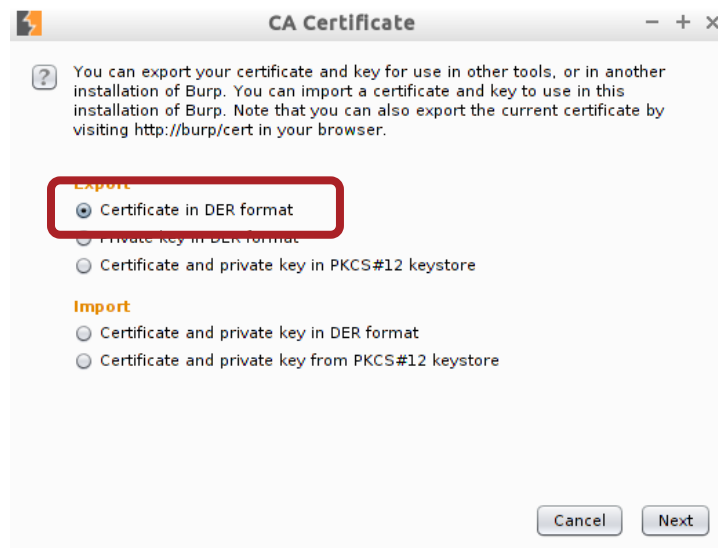 CA Certificate
You can export your certificate and key for use in other tools, or in another
installation of Burp. You can import a certificate and key to use in this
installation of Burp. Note that you can also export the current certificate by
visiting http://burp/cert in your browser.
Export
Certificate in DER format
Private key in DER format
Certificate and private key in PKCS#12 keystore
Import
Certificate and private key in DER format
Certificate and private key from PKCS#12 keystore
Cancel
Next